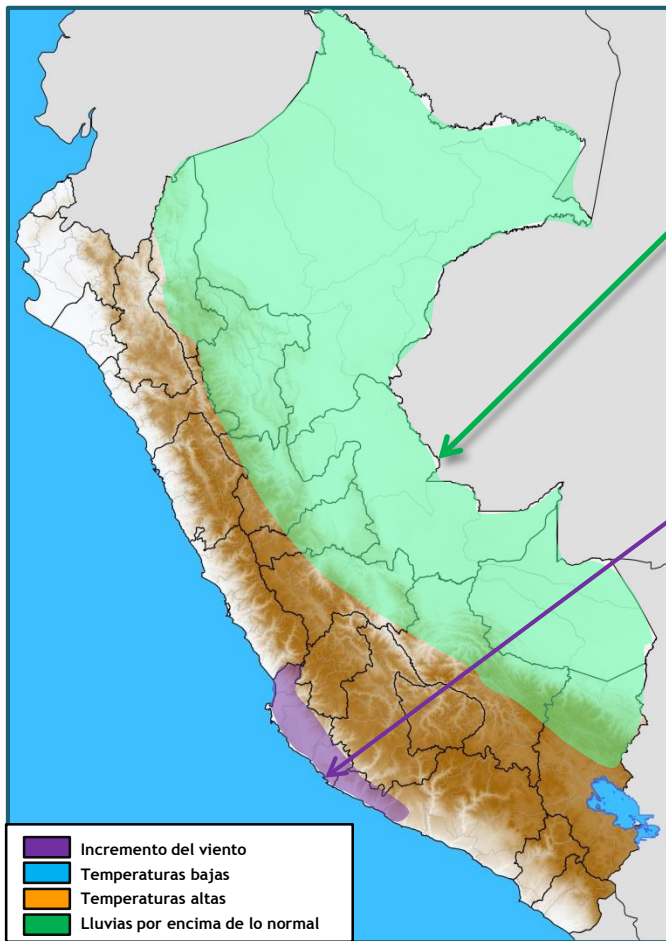 Incremento del viento
Temperaturas bajas
Temperaturas altas
Lluvias por encima de lo normal